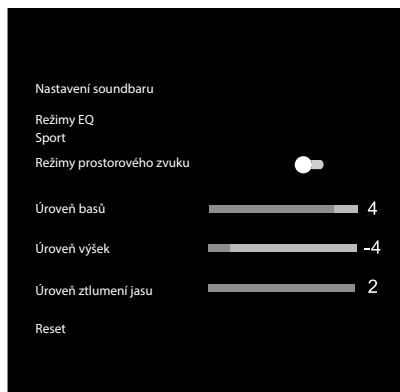 Nastavení soundbaru
Režimy EQ
Sport
Režimy prostorového zvuku
Úroveň basů 4
Úroveň výšek -4
Úroveň ztlumení jasu 2
Reset